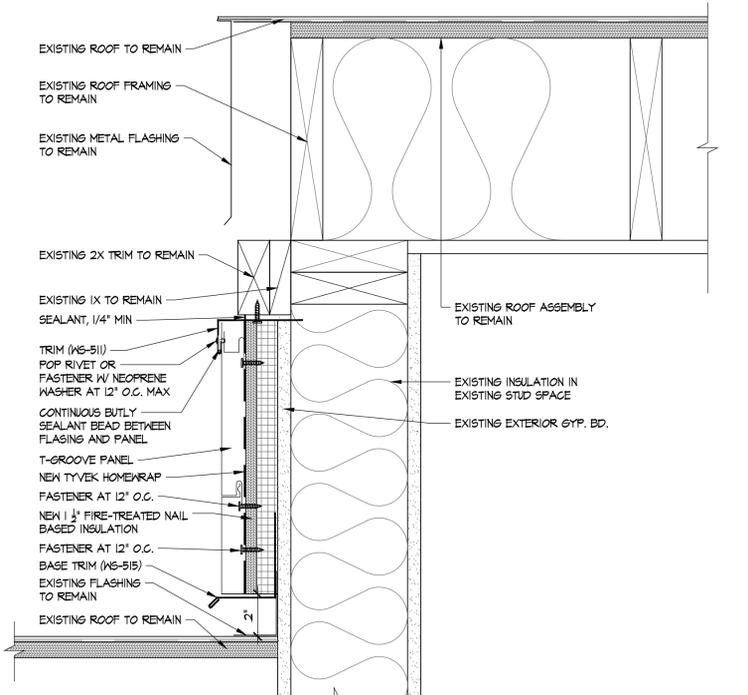 EXISTING ROOF TO REMAIN
EXISTING ROOF FRAMING
TO REMAIN
EXISTING METAL FLASHING
TO REMAIN
EXISTING 2X TRIM TO REMAIN
EXISTING 1X TO REMAIN
SEALANT, 1/4" MIN
TRIM (WS-511)
POP RIVET OR
FASTENER W/ NEOPRENE
WASHER AT 12" O.C. MAX
CONTINUOUS BUTLY
SEALANT BEAD BETWEEN
FLASING AND PANEL
T-GROOVE PANEL
NEW TYVEK HOMEWRAP
FASTENER AT 12" O.C.
NEW 1 1/2" FIRE-TREATED NAIL
BASED INSULATION
FASTENER AT 12" O.C.
BASE TRIM (WS-515)
EXISTING FLASHING
TO REMAIN
EXISTING ROOF TO REMAIN
2"
EXISTING ROOF ASSEMBLY
TO REMAIN
EXISTING INSULATION IN
EXISTING STUD SPACE
EXISTING EXTERIOR GYP. BD.